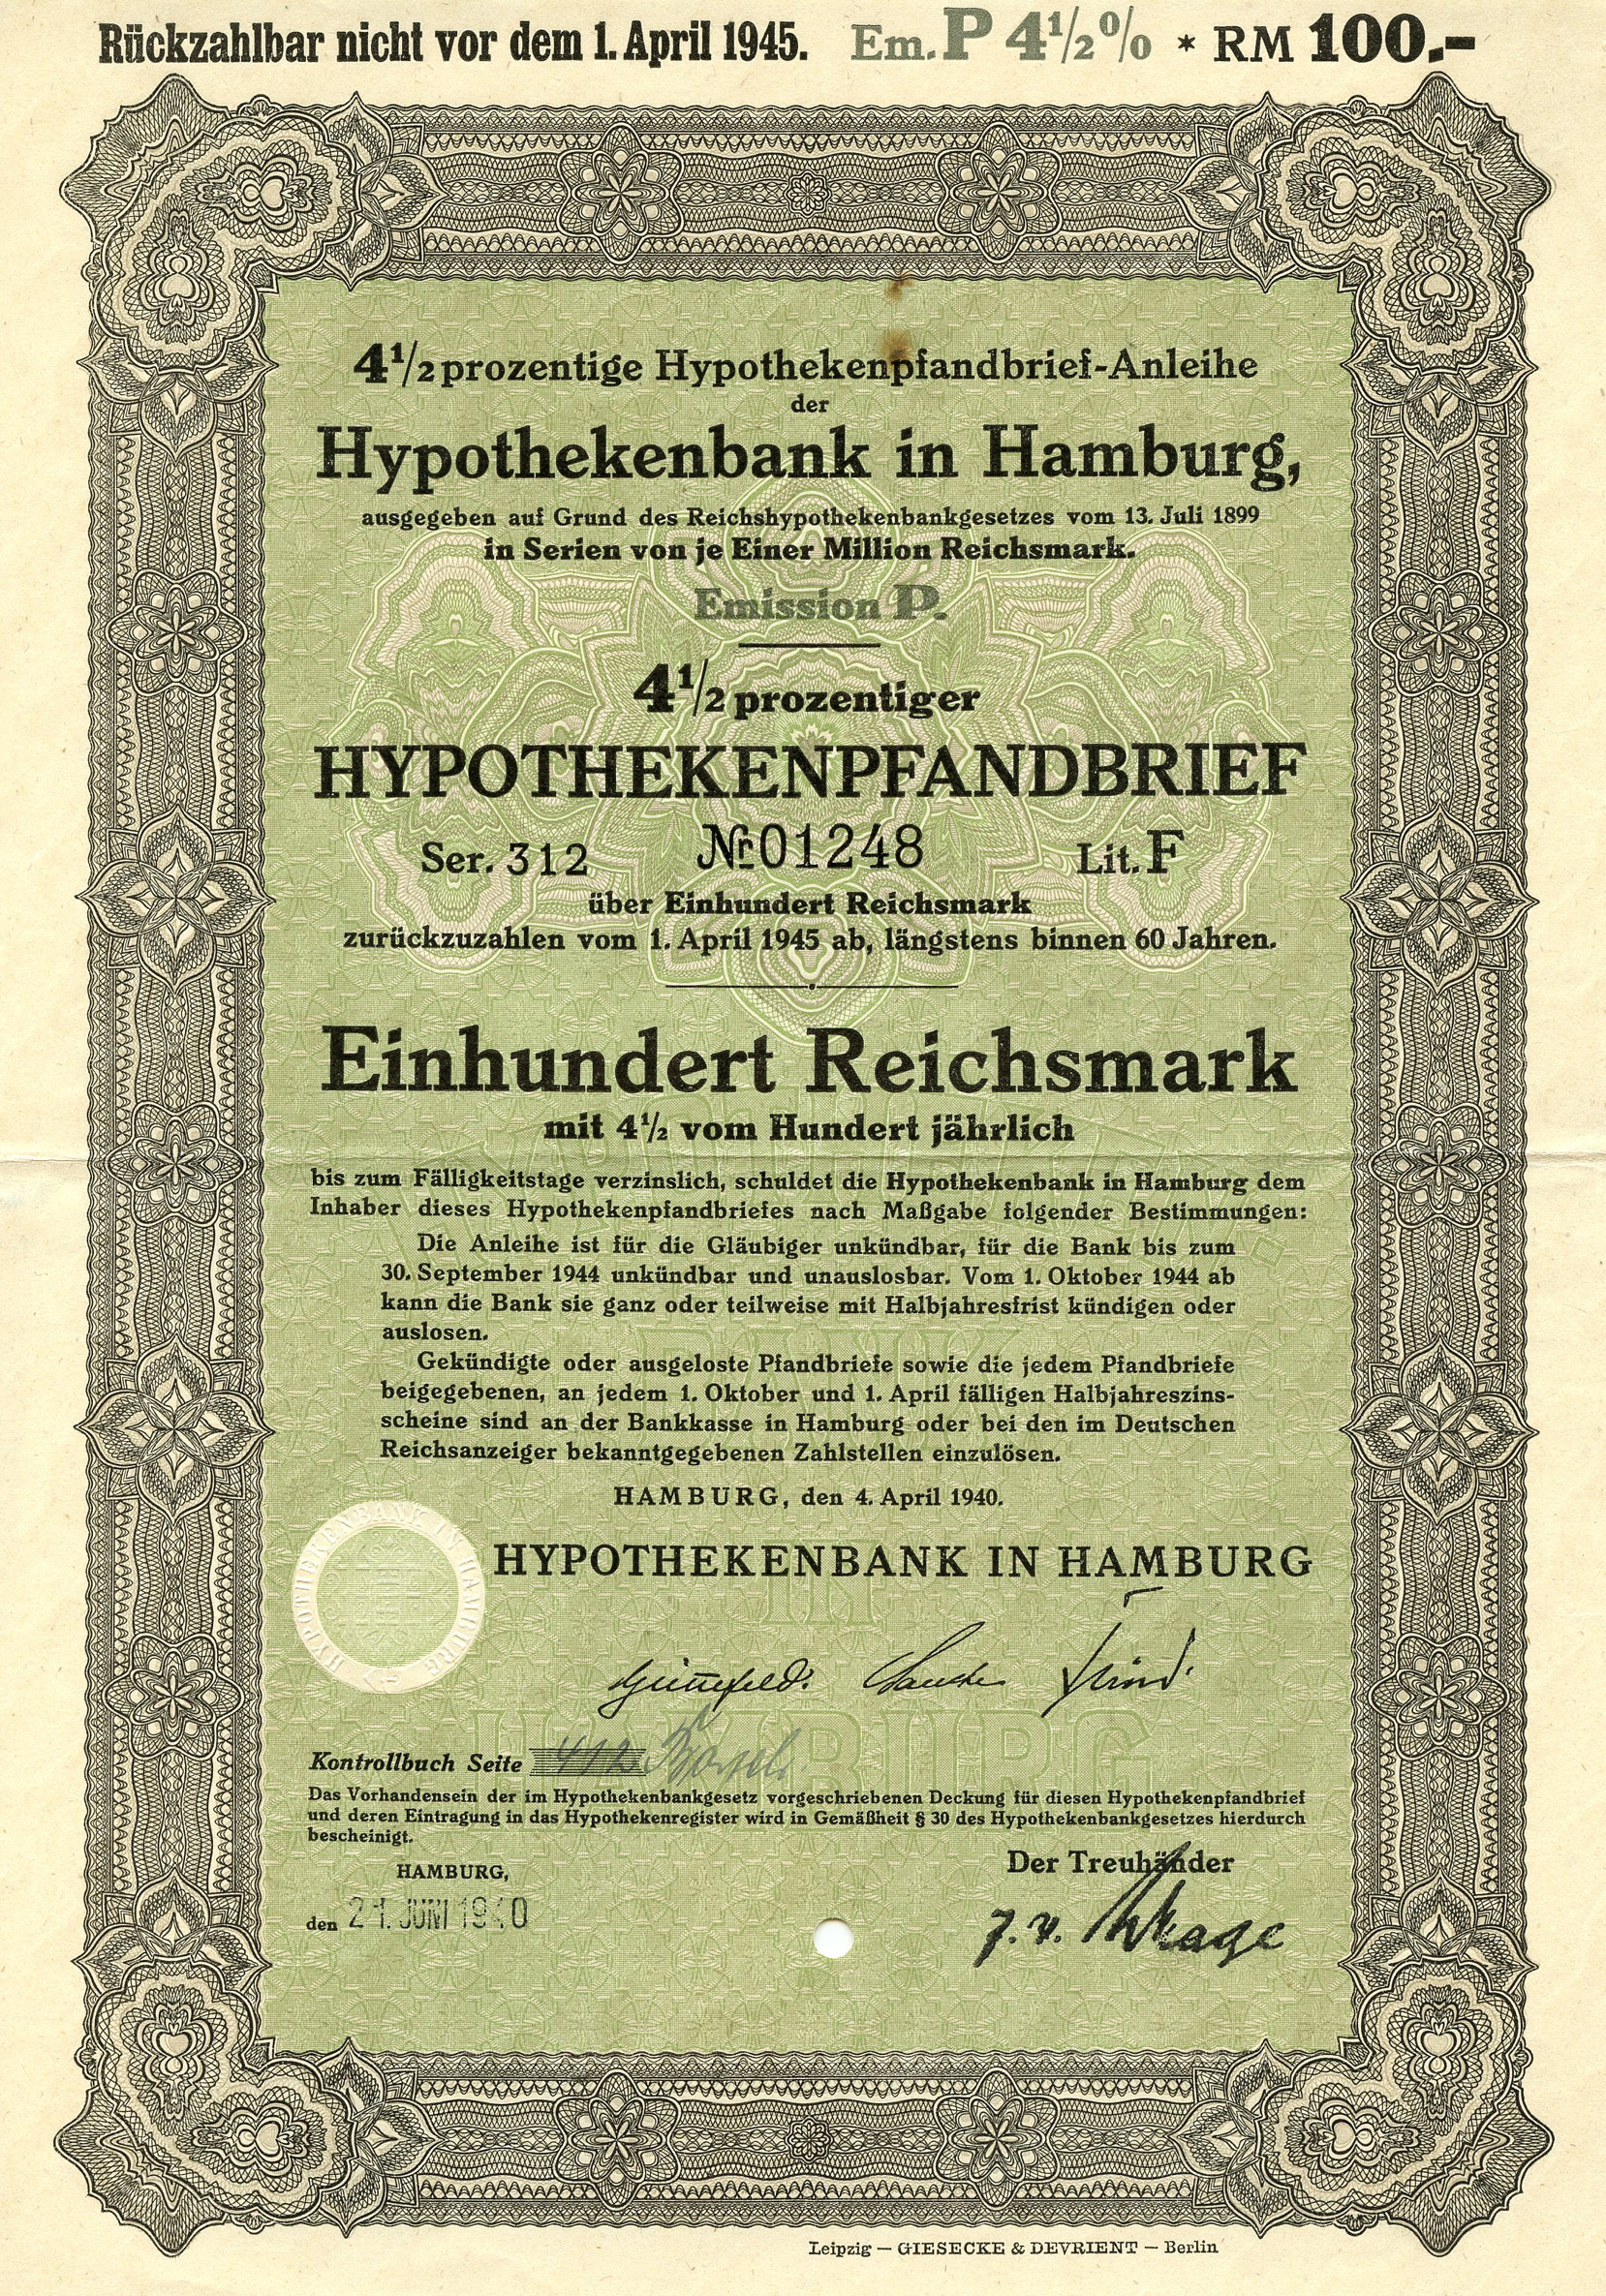 Rückzahlbar nicht vor dem 1. April 1945. Em. P 4½% * RM 100.-
4½prozentige Hypothekenpfandbrief-Anleihe
der
Hypothekenbank in Hamburg,
ausgegeben auf Grund des Reichshypothekenbankgesetzes vom 13. Juli 1899
in Serien von je Einer Million Reichsmark.
Emission P.
4½prozentiger
HYPOTHEKENPFANDBRIEF
Ser. 312 Nr. 01248 Lit. F
über Einhundert Reichsmark
zurückzuzahlen vom 1. April 1945 ab, längstens binnen 60 Jahren.
Einhundert Reichsmark
mit 4½ vom Hundert jährlich
bis zum Fälligkeitstage verzinslich, schuldet die Hypothekenbank in Hamburg dem
Inhaber dieses Hypothekenpfandbriefes nach Maßgabe folgender Bestimmungen:
Die Anleihe ist für die Gläubiger unkündbar, für die Bank bis zum
30. September 1944 unkündbar und unauslosbar. Vom 1. Oktober 1944 ab
kann die Bank sie ganz oder teilweise mit Halbjahresfrist kündigen oder
auslosen.
Gekündigte oder ausgeloste Pfandbriefe sowie die jedem Pfandbriefe
beigegebenen, an jedem 1. Oktober und 1. April fälligen Halbjahreszins-
scheine sind an der Bankkasse in Hamburg oder bei den im Deutschen
Reichsanzeiger bekanntgegebenen Zahlstellen einzulösen.
HAMBURG, den 4. April 1940.
HYPOTHEKENBANK IN HAMBURG
HYPOTHEKENBANK IN HAMBURG
Kontrollbuch Seite 412
Das Vorhandensein der im Hypothekenbankgesetz vorgeschriebenen Deckung für diesen Hypothekenpfandbrief
und deren Eintragung in das Hypothekenregister wird in Gemäßheit § 30 des Hypothekenbankgesetzes hierdurch
bescheinigt.
HAMBURG,
den 21. JUNI 1940
Der Treuhänder
Leipzig — GIESECKE & DEVRIENT — Berlin